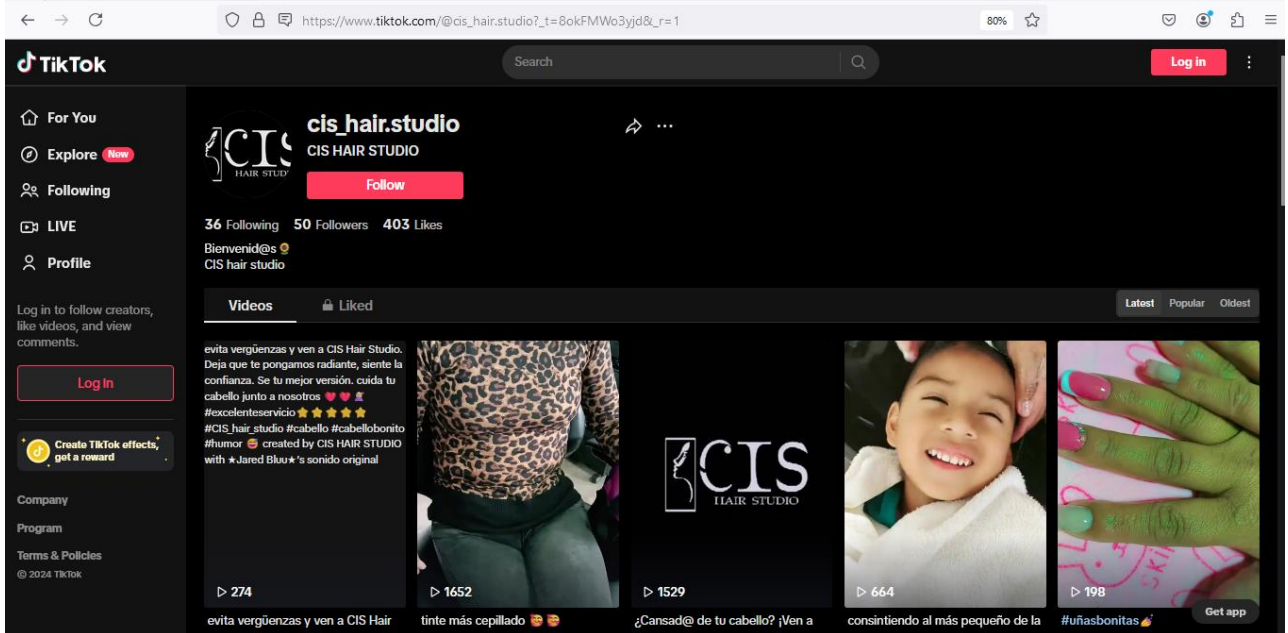 https://www.tiktok.com/@cis_hair.studio?_t=8okFMWo3yjd&_r=1
80%
TikTok
Search
Log in
For You
Explore New
Following
LIVE
Profile
Log in to follow creators,
like videos, and view
comments.
Log In
Create TikTok effects,
get a reward
Company
Program
Terms & Policies
© 2024 TikTok
CIS
HAIR STUD
cis_hair.studio
CIS HAIR STUDIO
Follow
36 Following 50 Followers 403 Likes
Bienvenid@s 🌻
CIS hair studio
Videos
Liked
Latest Popular Oldest
evita vergüenzas y ven a CIS Hair Studio.
Deja que te pongamos radiante, siente la
confianza. Se tu mejor versión. cuida tu
cabello junto a nosotros ❤️ ❤️ 💇‍♀️
#excelenteservicio ⭐ ⭐ ⭐ ⭐ ⭐
#CIS_hair_studio #cabello #cabellobonito
#humor 😅 created by CIS HAIR STUDIO
with ★Jared Bluu★'s sonido original
274
evita vergüenzas y ven a CIS Hair
1652
tinte más cepillado 🥰 🥰
CIS
HAIR STUDIO
1529
¿Cansad@ de tu cabello? ¡Ven a
664
consintiendo al más pequeño de la
198
#uñasbonitas💅
Get app